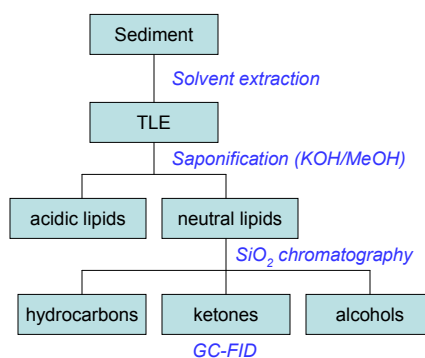 Sediment
Solvent extraction
TLE
Saponification (KOH/MeOH)
acidic lipids
neutral lipids
SiO₂ chromatography
hydrocarbons
ketones
alcohols
GC-FID